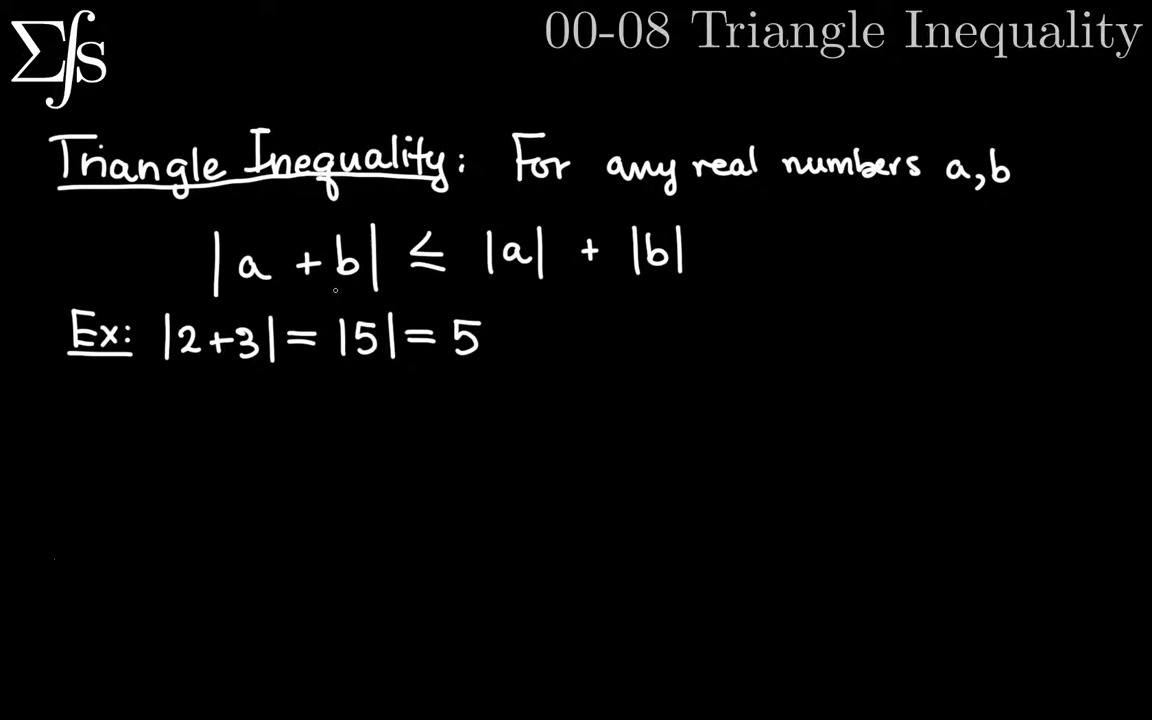 ∑∫S
00-08 Triangle Inequality
Triangle Inequality: For any real numbers a,b
|a + b| ≤ |a| + |b|
Ex: |2+3| = |5| = 5